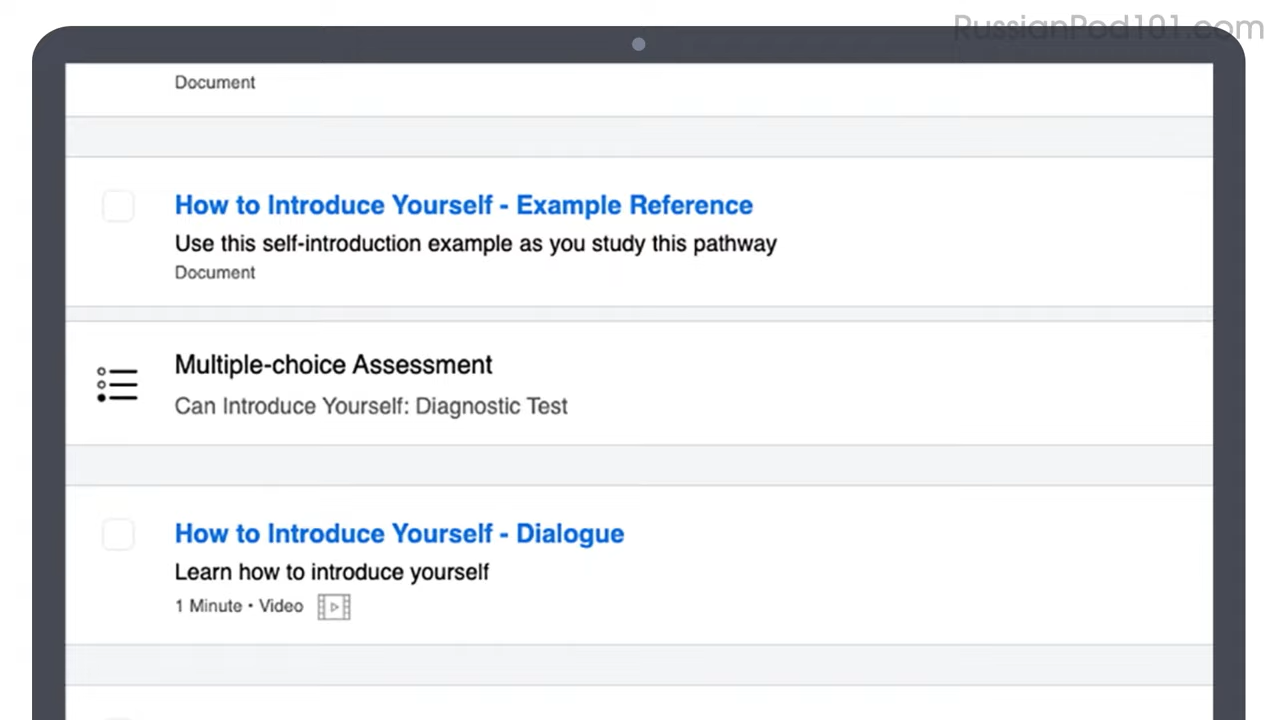 RussianPod101.com
Document
How to Introduce Yourself - Example Reference
Use this self-introduction example as you study this pathway
Document
Multiple-choice Assessment
Can Introduce Yourself: Diagnostic Test
How to Introduce Yourself - Dialogue
Learn how to introduce yourself
1 Minute • Video